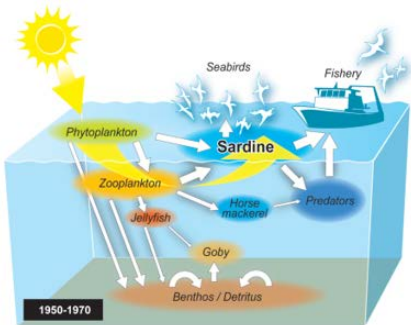 Seabirds
Fishery
Phytoplankton
Sardine
Zooplankton
Jellyfish
Horse
mackerel
Predators
Goby
Benthos / Detritus
1950-1970